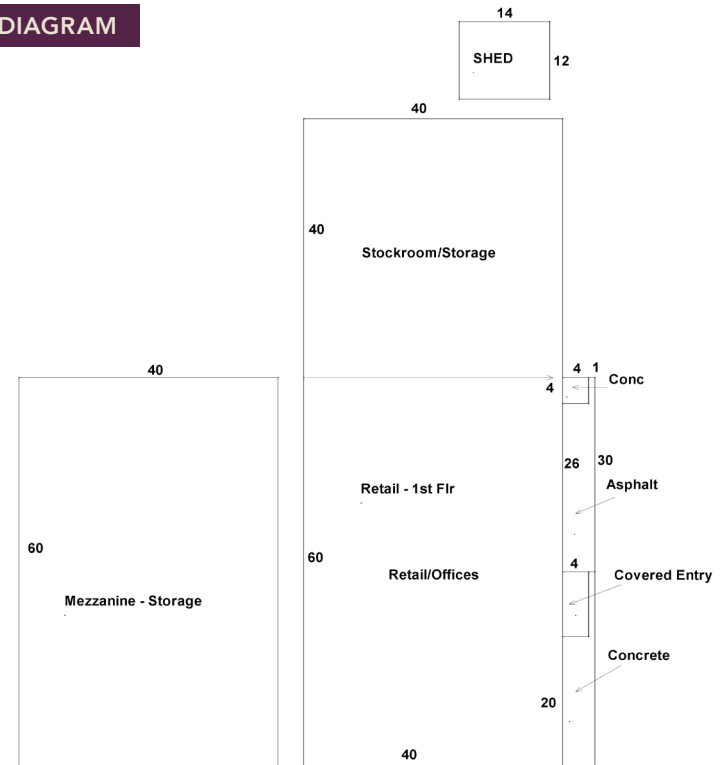 DIAGRAM
14
SHED
12
40
40
Stockroom/Storage
40
4 1
Conc
4
26
30
Asphalt
Retail - 1st Flr
60
60
4
Retail/Offices
Covered Entry
Mezzanine - Storage
Concrete
20
40